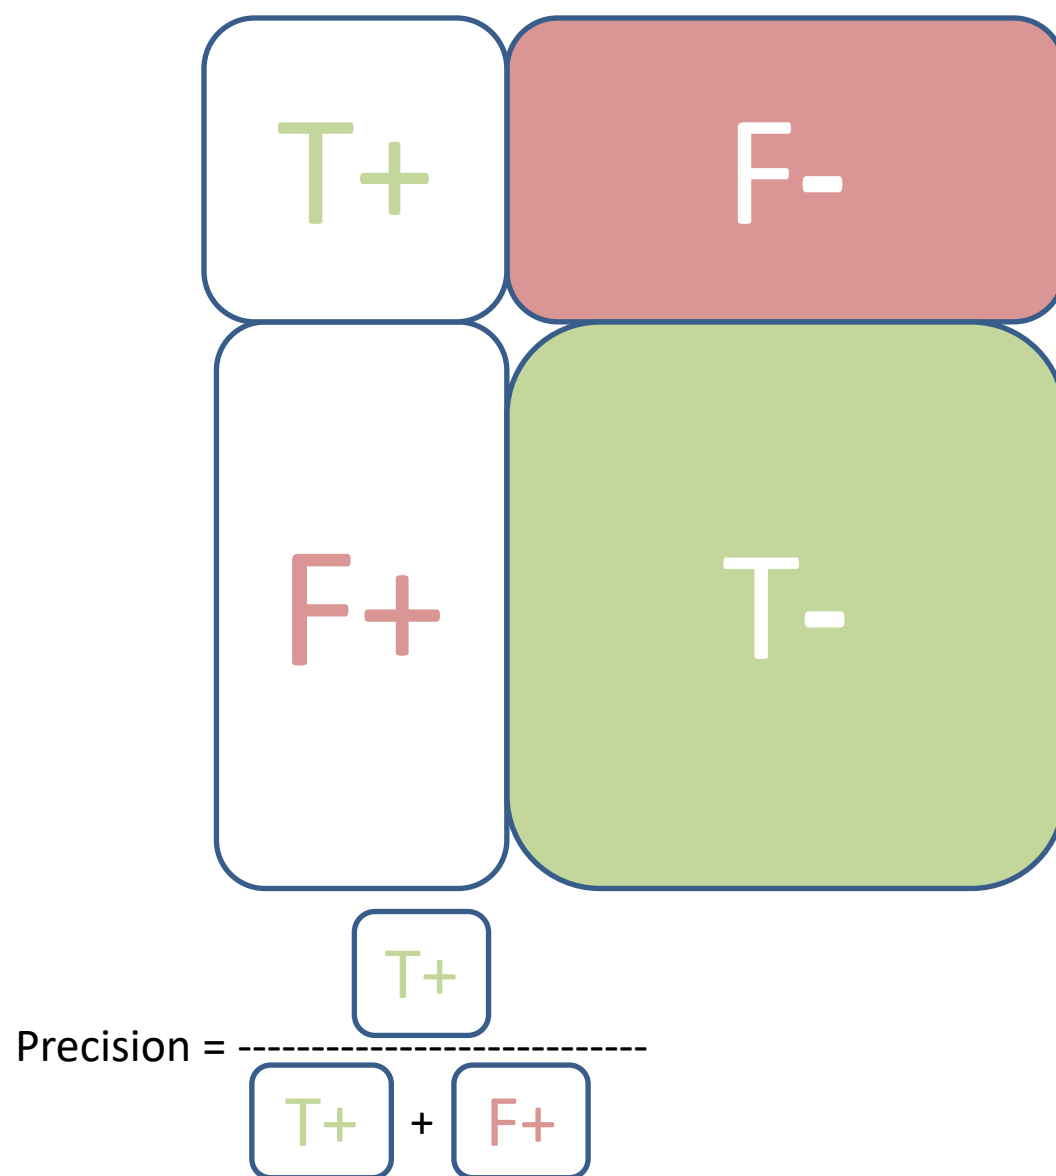 T+ F-
F+ T-
T+
Precision = ----------------------------
T+ + F+